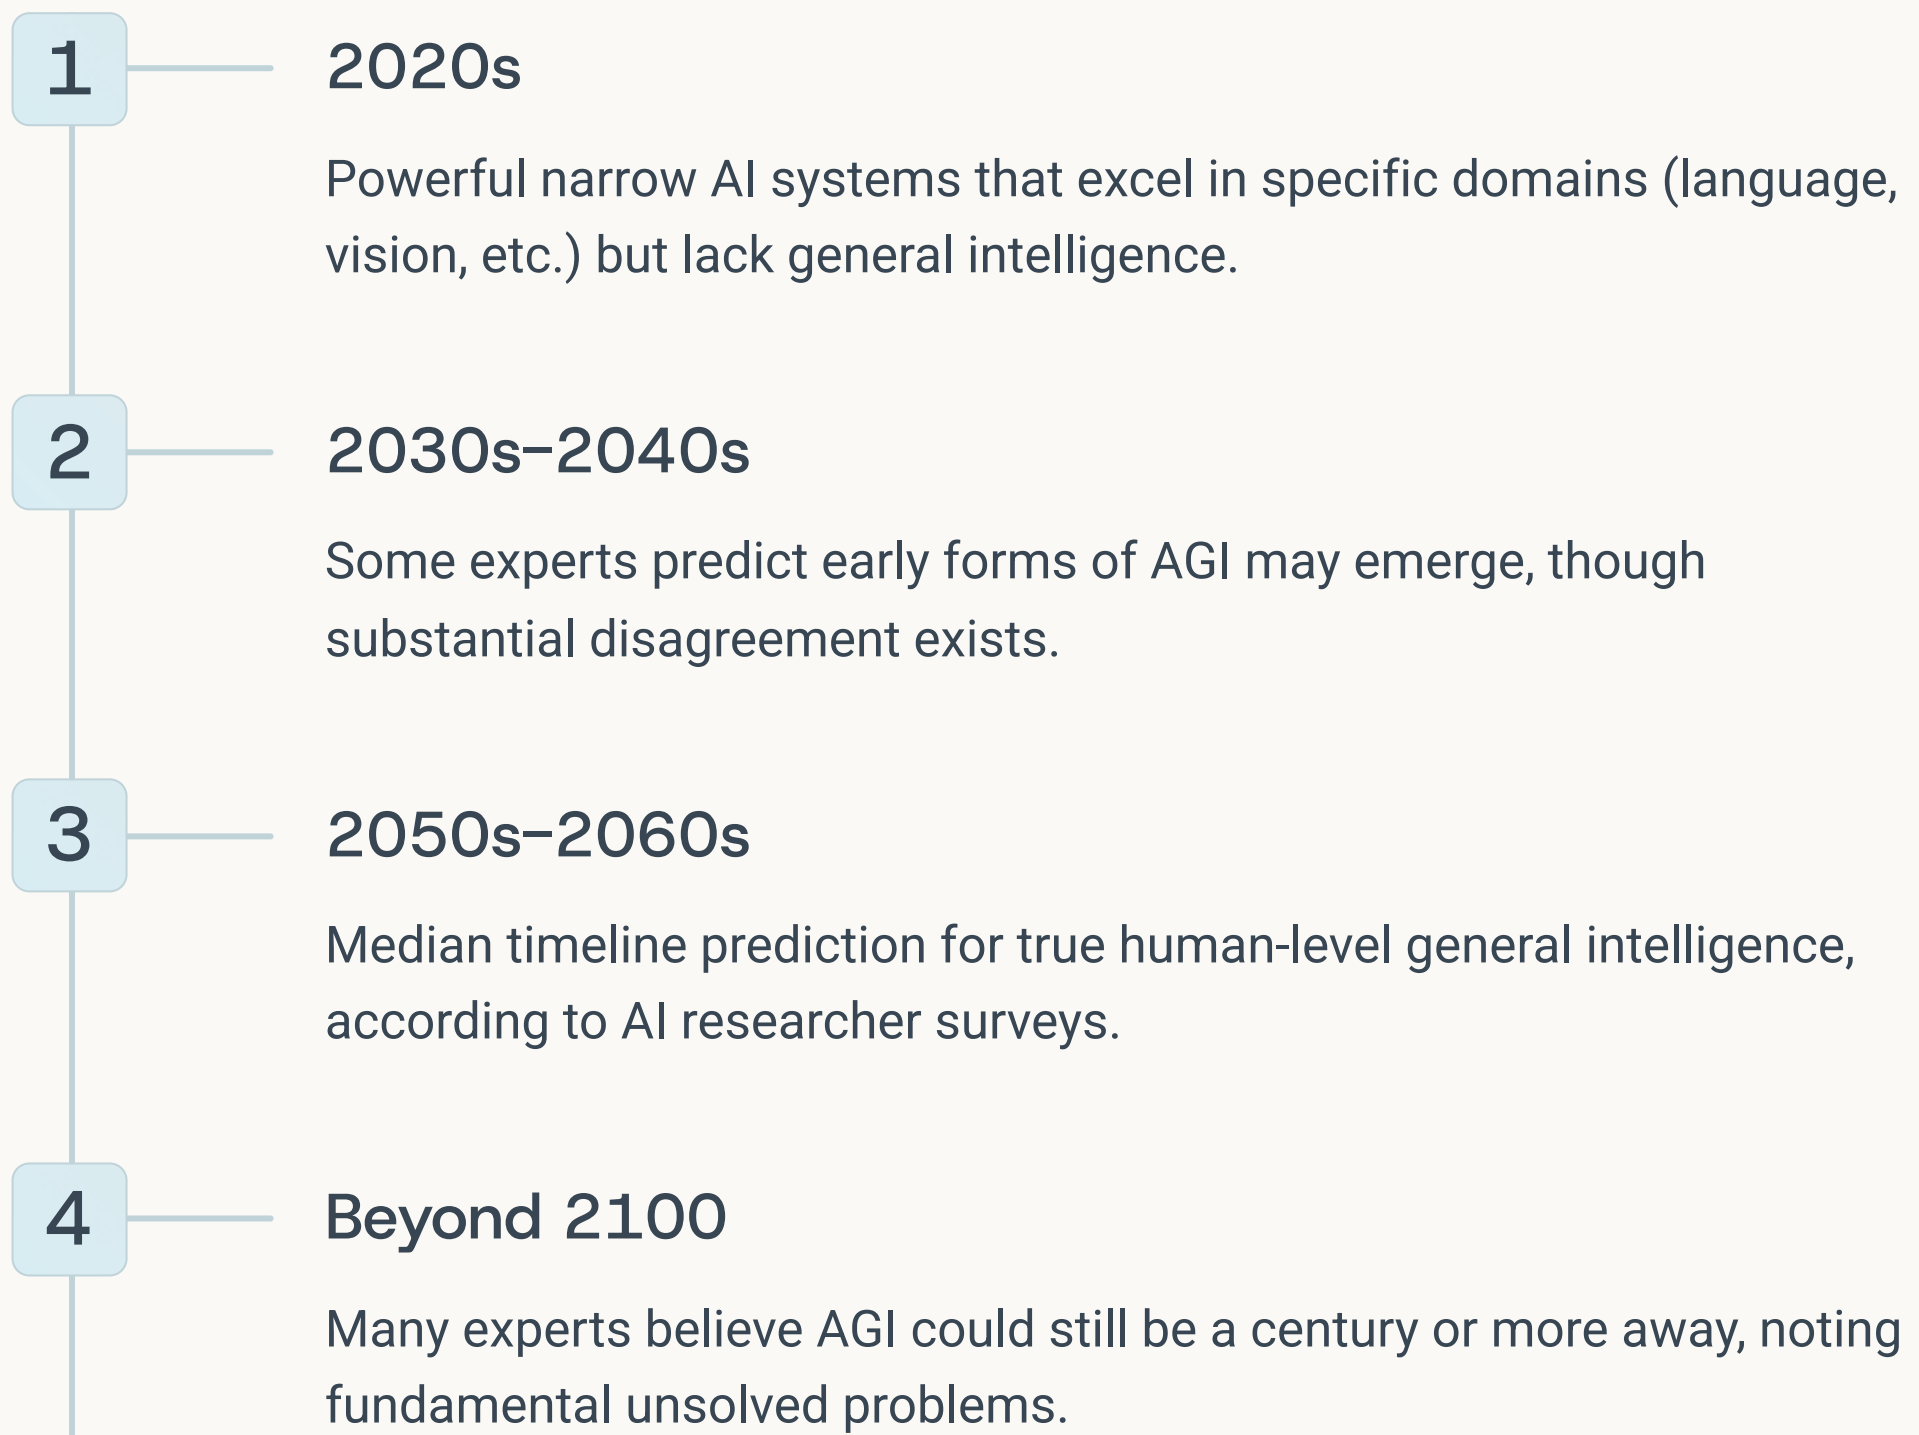 1
2020s
Powerful narrow AI systems that excel in specific domains (language,
vision, etc.) but lack general intelligence.
2
2030s–2040s
Some experts predict early forms of AGI may emerge, though
substantial disagreement exists.
3
2050s–2060s
Median timeline prediction for true human-level general intelligence,
according to AI researcher surveys.
4
Beyond 2100
Many experts believe AGI could still be a century or more away, noting
fundamental unsolved problems.